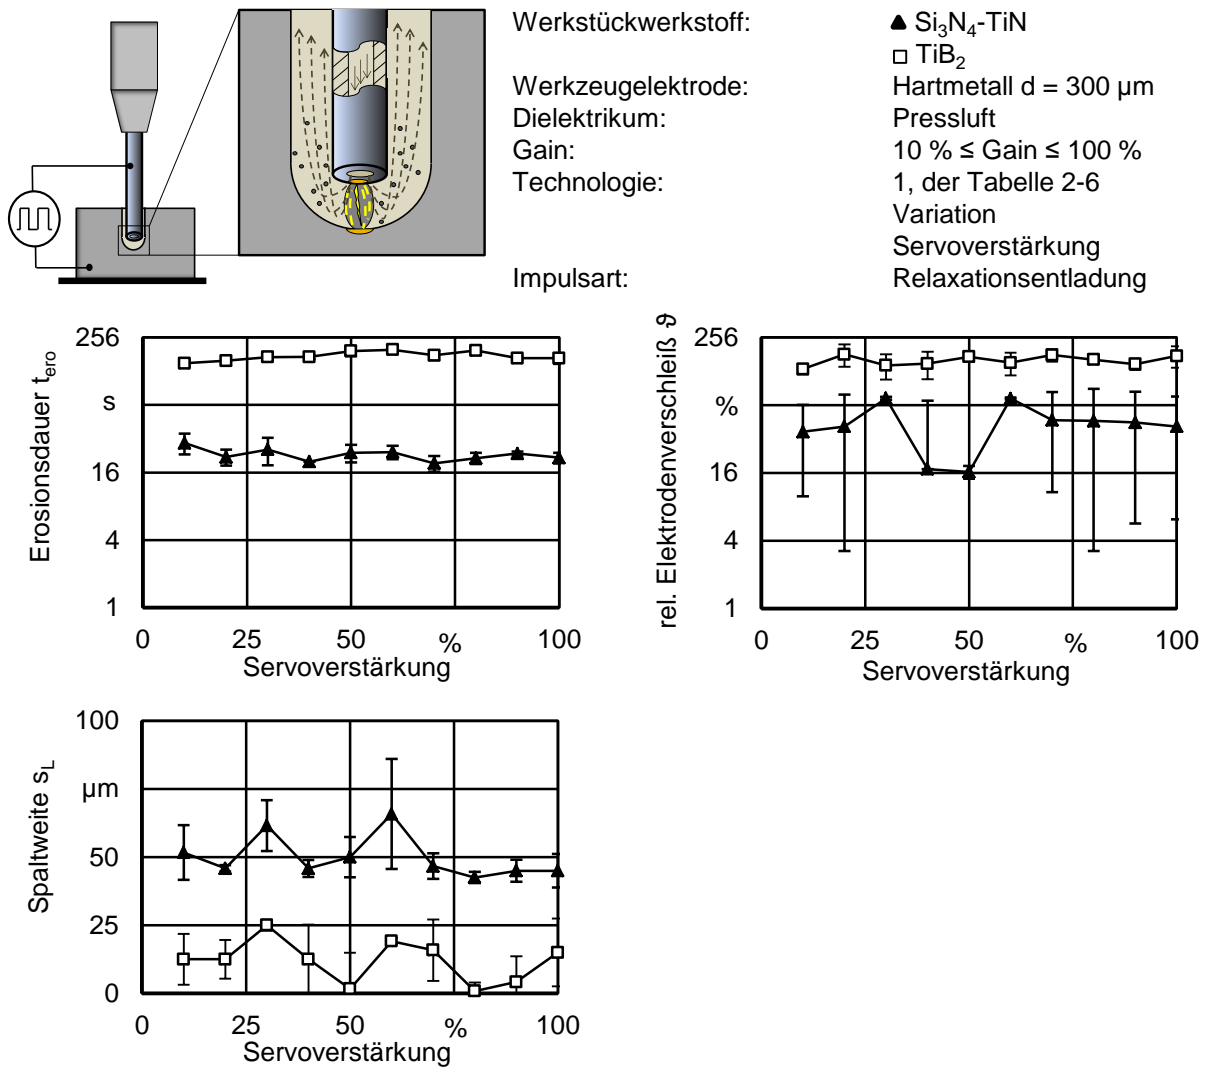 Werkstückwerkstoff: ▲ Si₃N₄-TiN
□ TiB₂
Werkzeugelektrode: Hartmetall d = 300 µm
Dielektrikum: Pressluft
Gain: 10 % ≤ Gain ≤ 100 %
Technologie: 1, der Tabelle 2-6
Variation
Servoverstärkung
Impulsart: Relaxationsentladung
Erosionsdauer t_ero
256
s
16
4
1
0 25 50 % 100
Servoverstärkung
rel. Elektrodenverschleiß ϑ
256
%
16
4
1
0 25 50 % 100
Servoverstärkung
Spaltweite s_L
100
µm
50
25
0
0 25 50 % 100
Servoverstärkung